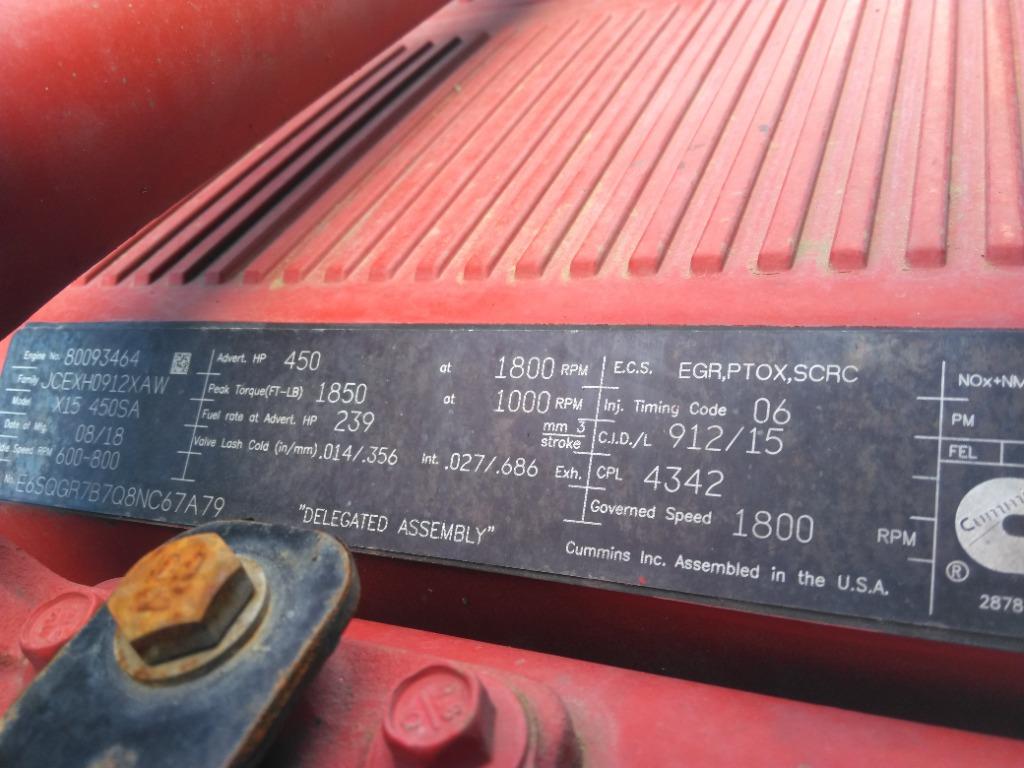 Engine No. 80093464
Family JCEXH0912XAW
Model X15 450SA
Date of Mfg. 08/18
Idle Speed RPM 600-800
No. E6SQGR7B7Q8NC67A79
Advert. HP 450 at 1800 RPM
Peak Torque(FT-LB) 1850 at 1000 RPM
Fuel rate at Advert. HP 239 mm 3
stroke
Valve Lash Cold (in/mm) .014/.356 Int. .027/.686 Exh.
"DELEGATED ASSEMBLY"
E.C.S. EGR,PTOX,SCRC
Inj. Timing Code 06
C.I.D./L 912/15
CPL 4342
Governed Speed 1800 RPM
Cummins Inc. Assembled in the U.S.A.
PM
FEL
Cummins
®